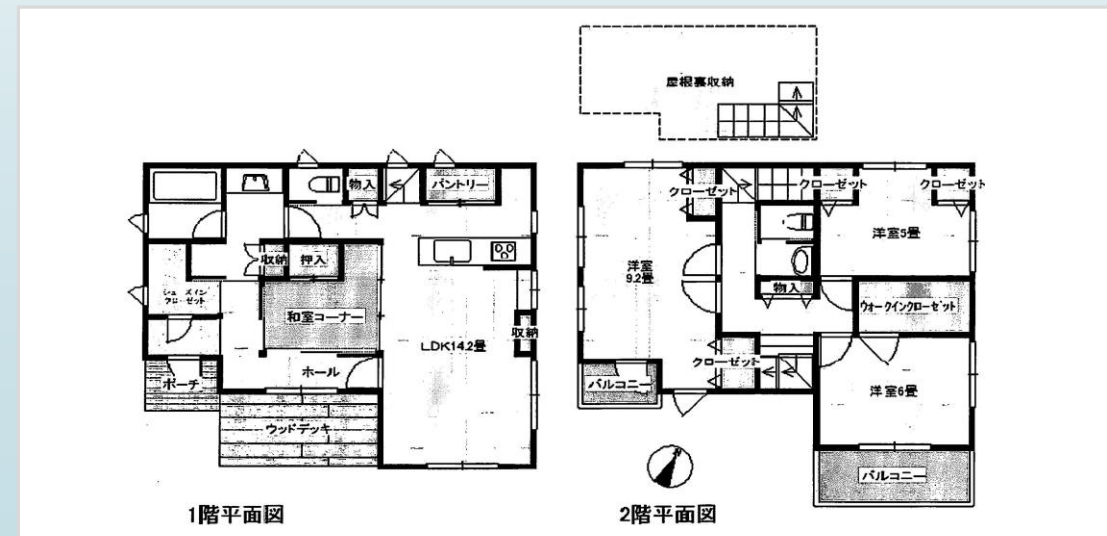 屋根裏収納
物入
パントリー
収納
押入
シューズイン
クローゼット
和室コーナー
LDK14.2畳
収納
ポーチ
ホール
ウッドデッキ
1階平面図
クローゼット
クローゼット
クローゼット
洋室5畳
洋室
9.2畳
物入
ウォークインクローゼット
クローゼット
バルコニー
洋室6畳
バルコニー
N
2階平面図